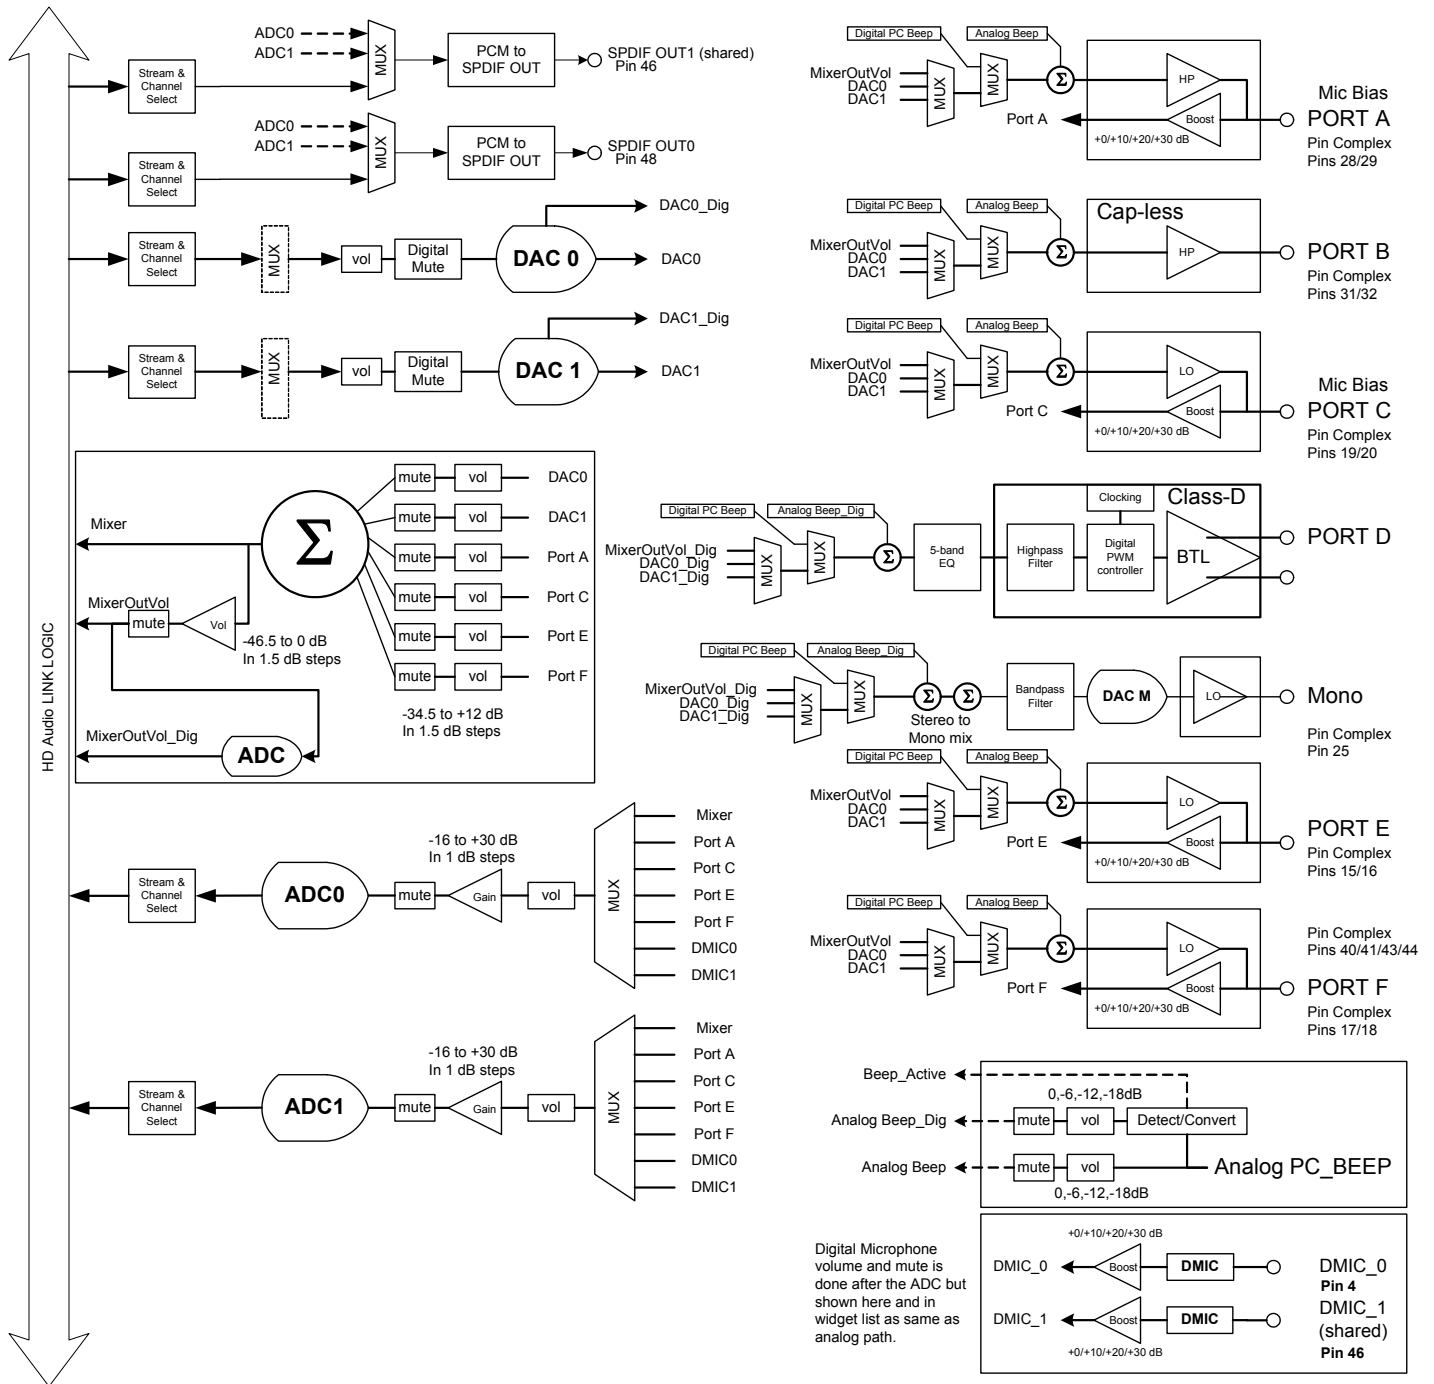 HD Audio LINK LOGIC
ADC0
ADC1
Stream &
Channel
Select
MUX
PCM to
SPDIF OUT
SPDIF OUT1 (shared)
Pin 46
ADC0
ADC1
Stream &
Channel
Select
MUX
PCM to
SPDIF OUT
SPDIF OUT0
Pin 48
Stream &
Channel
Select
MUX
vol
Digital
Mute
DAC 0
DAC0_Dig
DAC0
Stream &
Channel
Select
MUX
vol
Digital
Mute
DAC 1
DAC1_Dig
DAC1
Mixer
MixerOutVol
mute
Vol
-46.5 to 0 dB
In 1.5 dB steps
MixerOutVol_Dig
ADC
Σ
mute vol DAC0
mute vol DAC1
mute vol Port A
mute vol Port C
mute vol Port E
mute vol Port F
-34.5 to +12 dB
In 1.5 dB steps
Stream &
Channel
Select
ADC0
mute
Gain
-16 to +30 dB
In 1 dB steps
vol
MUX
Mixer
Port A
Port C
Port E
Port F
DMIC0
DMIC1
Stream &
Channel
Select
ADC1
mute
Gain
-16 to +30 dB
In 1 dB steps
vol
MUX
Mixer
Port A
Port C
Port E
Port F
DMIC0
DMIC1
Digital PC Beep
Analog Beep
MixerOutVol
DAC0
DAC1
MUX
MUX
Σ
HP
Port A
Boost
+0/+10/+20/+30 dB
Mic Bias
PORT A
Pin Complex
Pins 28/29
Digital PC Beep
Analog Beep
MixerOutVol
DAC0
DAC1
MUX
MUX
Σ
Cap-less
HP
PORT B
Pin Complex
Pins 31/32
Digital PC Beep
Analog Beep
MixerOutVol
DAC0
DAC1
MUX
MUX
Σ
LO
Port C
Boost
+0/+10/+20/+30 dB
Mic Bias
PORT C
Pin Complex
Pins 19/20
Digital PC Beep
Analog Beep_Dig
MixerOutVol_Dig
DAC0_Dig
DAC1_Dig
MUX
MUX
Σ
5-band
EQ
Highpass
Filter
Clocking
Digital
PWM
controller
Class-D
BTL
PORT D
Digital PC Beep
Analog Beep_Dig
MixerOutVol_Dig
DAC0_Dig
DAC1_Dig
MUX
MUX
Σ
Σ
Stereo to
Mono mix
Bandpass
Filter
DAC M
LO
Mono
Pin Complex
Pin 25
Digital PC Beep
Analog Beep
MixerOutVol
DAC0
DAC1
MUX
MUX
Σ
LO
Port E
Boost
+0/+10/+20/+30 dB
PORT E
Pin Complex
Pins 15/16
Digital PC Beep
Analog Beep
MixerOutVol
DAC0
DAC1
MUX
MUX
Σ
LO
Port F
Boost
+0/+10/+20/+30 dB
Pin Complex
Pins 40/41/43/44
PORT F
Pin Complex
Pins 17/18
Beep_Active
0,-6,-12,-18dB
Analog Beep_Dig
mute
vol
Detect/Convert
Analog Beep
mute
vol
Analog PC_BEEP
0,-6,-12,-18dB
Digital Microphone
volume and mute is
done after the ADC but
shown here and in
widget list as same as
analog path.
+0/+10/+20/+30 dB
DMIC_0
Boost
DMIC
DMIC_0
Pin 4
DMIC_1
Boost
DMIC
DMIC_1
(shared)
Pin 46
+0/+10/+20/+30 dB